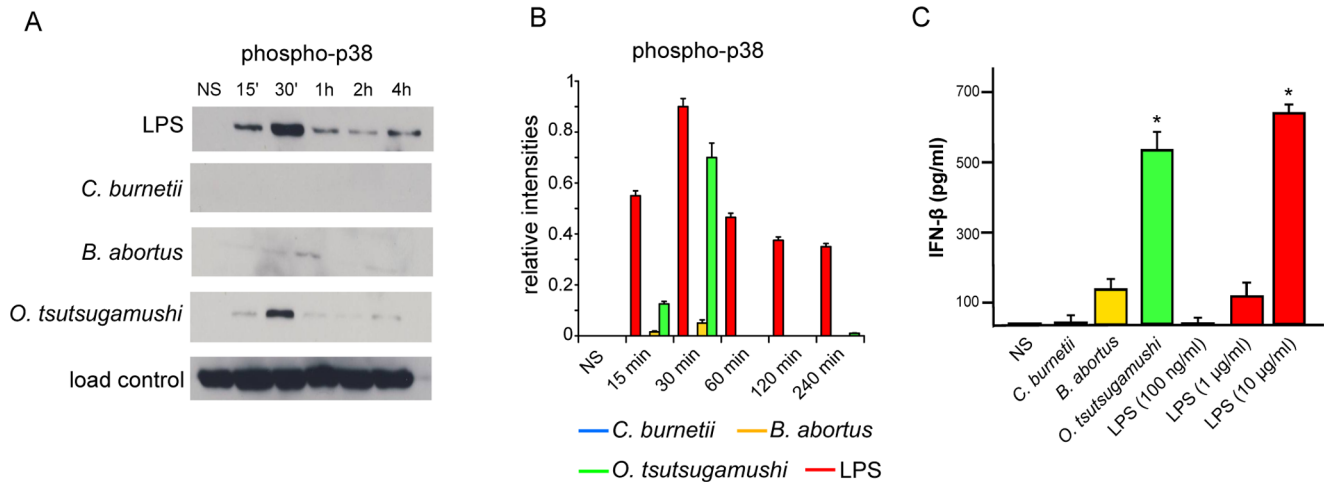 A
phospho-p38
NS 15' 30' 1h 2h 4h
LPS
C. burnetii
B. abortus
O. tsutsugamushi
load control
B
phospho-p38
relative intensities
1
0.8
0.6
0.4
0.2
0
NS 15 min 30 min 60 min 120 min 240 min
C. burnetii B. abortus
O. tsutsugamushi LPS
C
IFN-β (pg/ml)
700
500
300
100
* *
NS C. burnetii B. abortus O. tsutsugamushi LPS (100 ng/ml) LPS (1 µg/ml) LPS (10 µg/ml)